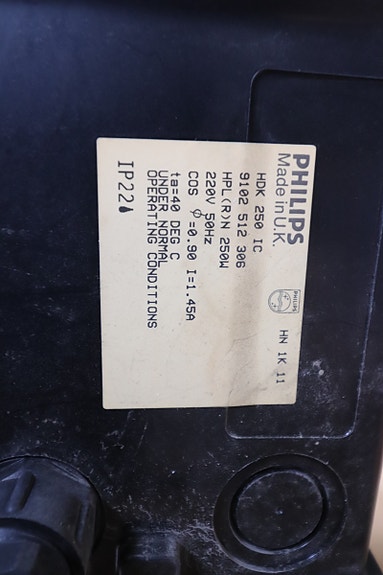 PHILIPS
Made in U.K.
HN 1K 11
HDK 250 IC
9102 512 306
HPL(R)N 250W
220V 50Hz
COS ϕ =0.90 I=1.45A
ta=40 DEG C
UNDER NORMAL
OPERATING CONDITIONS
IP22